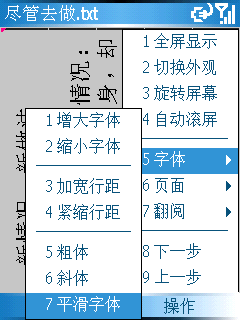 尽管去做.txt
情况：
身，却
1 全屏显示
2 切换外观
3 旋转屏幕
4 自动滚屏
5 字体
6 页面
7 翻阅
8 下一步
9 上一步
1 增大字体
2 缩小字体
3 加宽行距
4 紧缩行距
5 粗体
6 斜体
7 平滑字体
操作